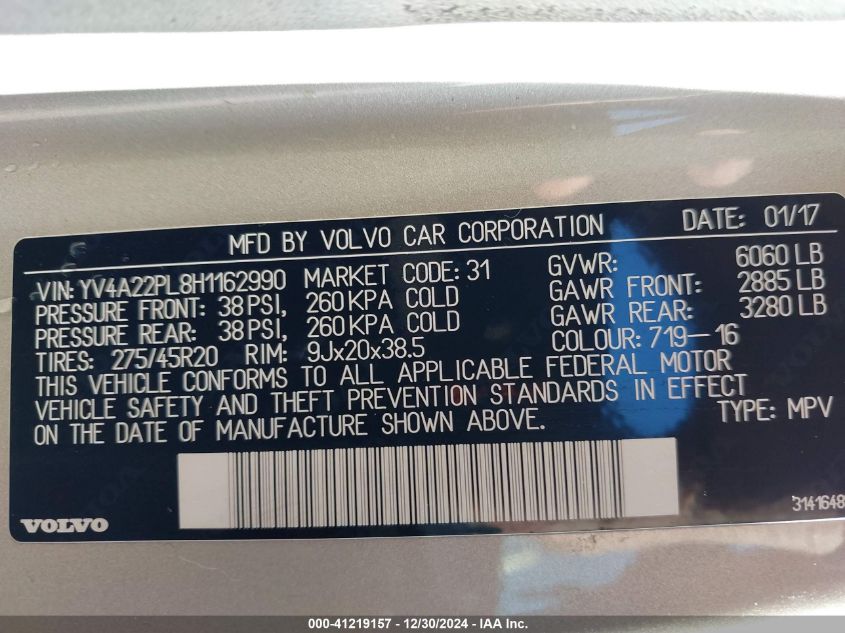 MFD BY VOLVO CAR CORPORATION DATE: 01/17
VIN: YV4A22PL8H1162990 MARKET CODE: 31 GVWR: 6060 LB
PRESSURE FRONT: 38 PSI, 260 KPA COLD GAWR FRONT: 2885 LB
PRESSURE REAR: 38 PSI, 260 KPA COLD GAWR REAR: 3280 LB
TIRES: 275/45R20 RIM: 9Jx20x38.5 COLOUR: 719-16
THIS VEHICLE CONFORMS TO ALL APPLICABLE FEDERAL MOTOR
VEHICLE SAFETY AND THEFT PREVENTION STANDARDS IN EFFECT
ON THE DATE OF MANUFACTURE SHOWN ABOVE. TYPE: MPV
VOLVO 3141648
000-41219157 - 12/30/2024 - IAA Inc.